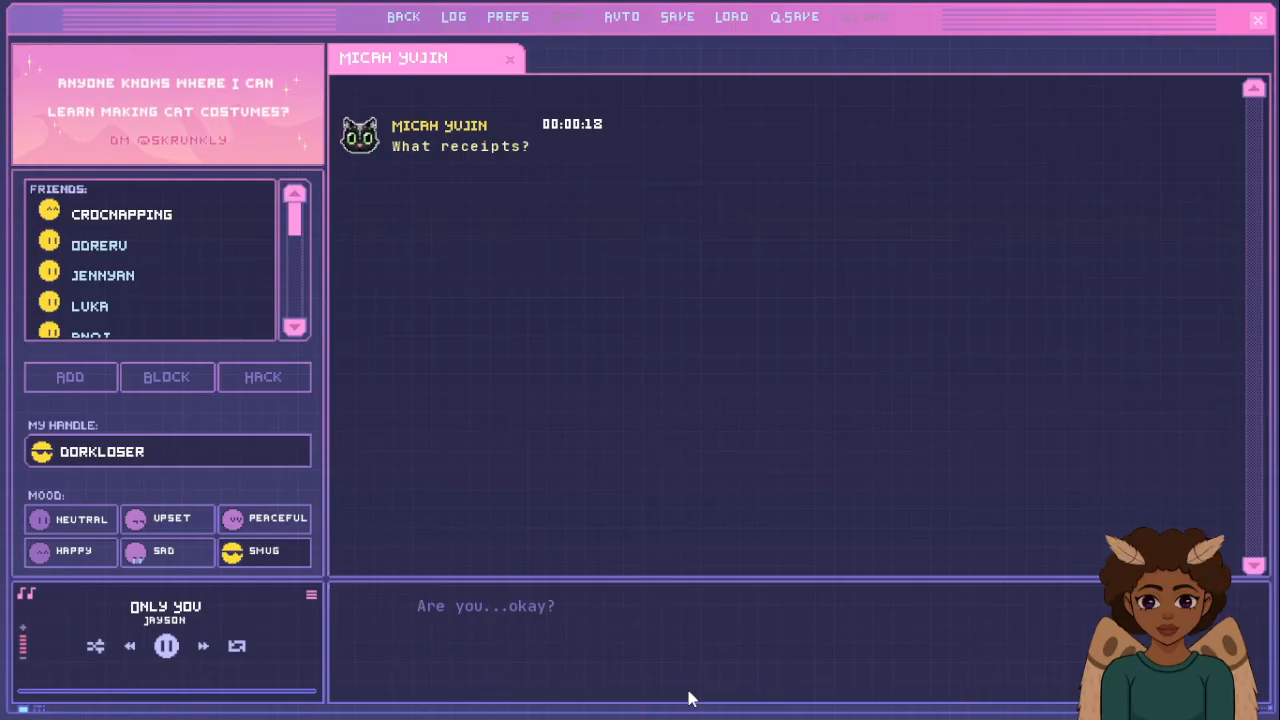 BACK LOG PREFS AUTO SAVE LOAD Q.SAVE
ANYONE KNOWS WHERE I CAN
LEARN MAKING CAT COSTUMES?
DM @SKRUNKLY
FRIENDS:
CROCNAPPING
ODRERU
JENNYAN
LUKA
ADD BLOCK HACK
MY HANDLE:
DORKLOSER
MOOD:
NEUTRAL UPSET PEACEFUL
HAPPY SAD SMUG
ONLY YOU
JAYSON
MICAH YUJIN
MICAH YUJIN 00:00:18
What receipts?
Are you...okay?